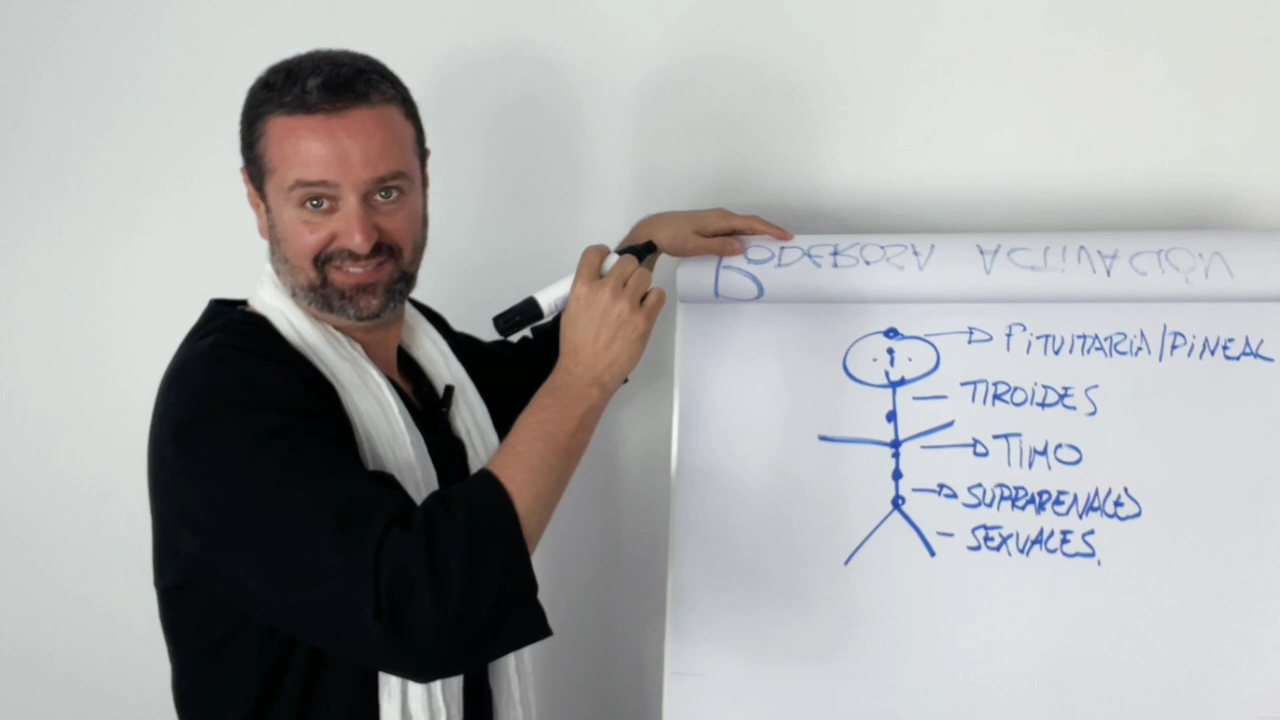 PODEROSA ACTIVACIÓN
PITUITARIA/PINEAL
TIROIDES
TIMO
SUPRARENALES
SEXUALES.